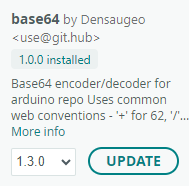 base64 by Densaugeo
<use@git.hub>
1.0.0 installed
Base64 encoder/decoder for
arduino repo Uses common
web conventions - '+' for 62, '/'...
More info
1.3.0
UPDATE